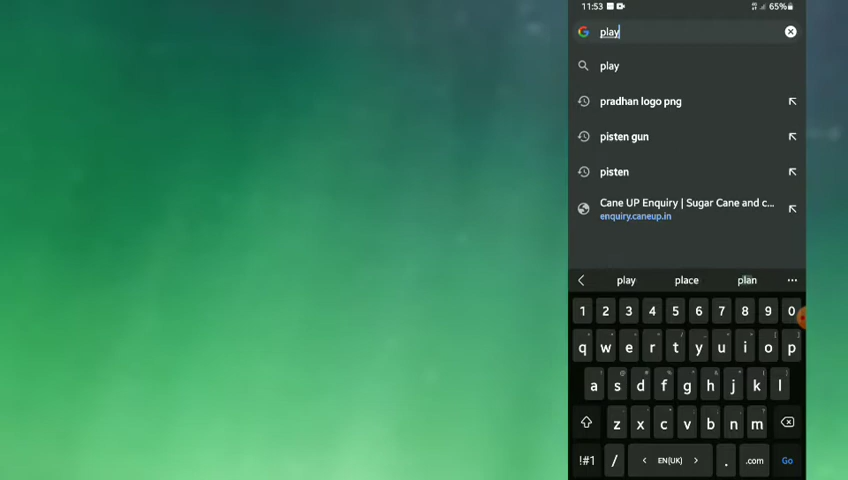 11:53 65%
play
play
pradhan logo png
pisten gun
pisten
Cane UP Enquiry | Sugar Cane and c...
enquiry.caneup.in
play place plan ...
1 2 3 4 5 6 7 8 9 0
q w e r t y u i o p
a s d f g h j k l
z x c v b n m
!#1 / < EN(UK) > . .com Go